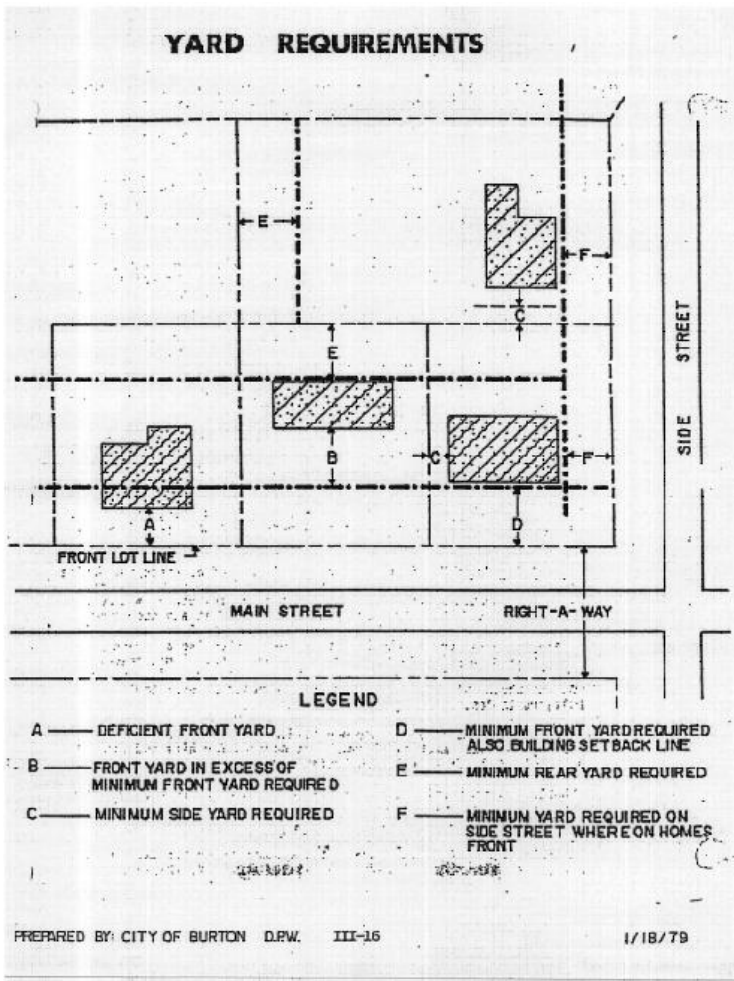 YARD REQUIREMENTS
E
F
C
SIDE STREET
E
B
C
F
A
D
FRONT LOT LINE
MAIN STREET
RIGHT-A-WAY
LEGEND
A DEFICIENT FRONT YARD
B FRONT YARD IN EXCESS OF
MINIMUM FRONT YARD REQUIRED
C MINIMUM SIDE YARD REQUIRED
D MINIMUM FRONT YARD REQUIRED
ALSO BUILDING SETBACK LINE
E MINIMUM REAR YARD REQUIRED
F MINIMUM YARD REQUIRED ON
SIDE STREET WHERE ON HOMES
FRONT
PREPARED BY: CITY OF BURTON D.P.W. III-16 1/18/79